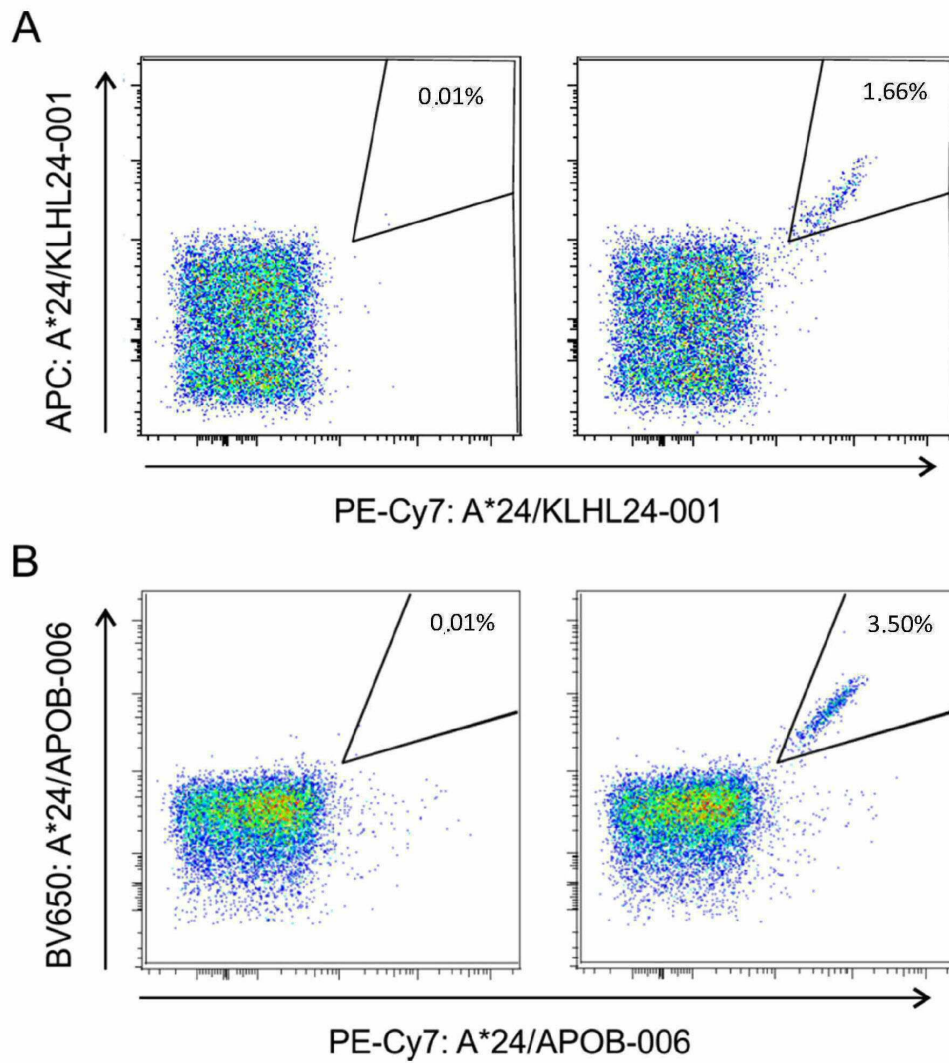 A
0.01%
1.66%
APC: A*24/KLHL24-001
PE-Cy7: A*24/KLHL24-001
B
0.01%
3.50%
BV650: A*24/APOB-006
PE-Cy7: A*24/APOB-006